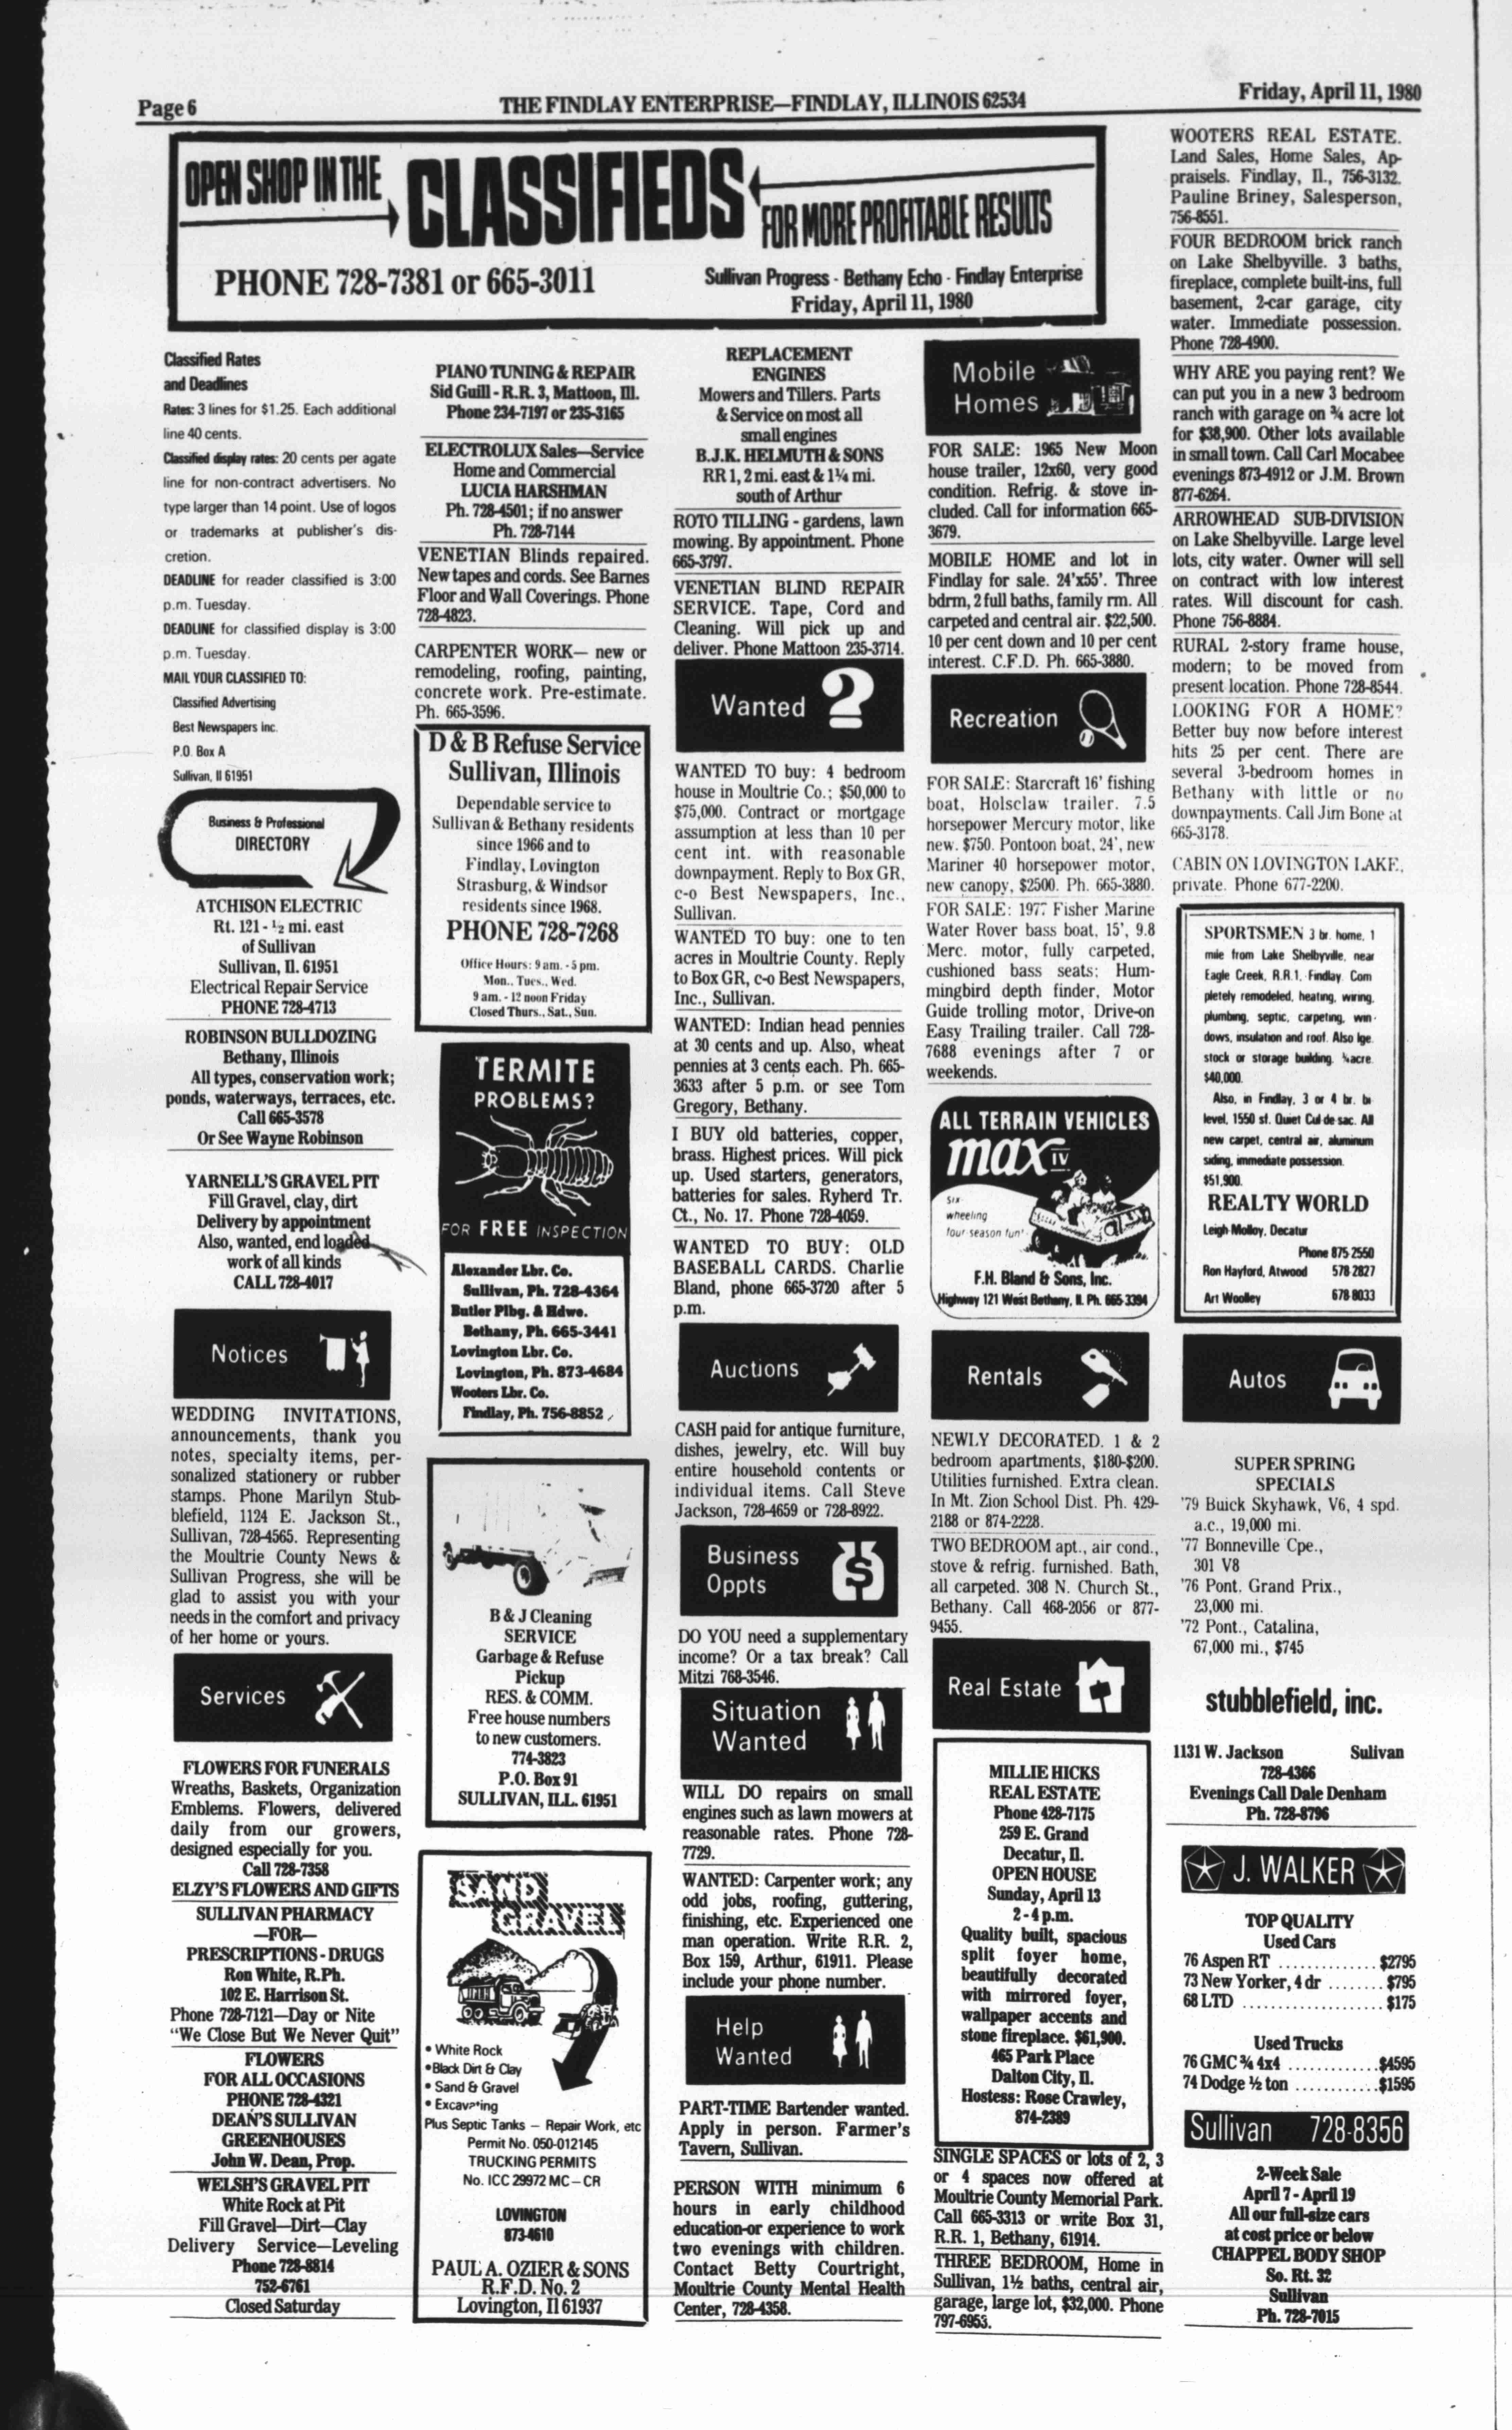 Page 6
THE FINDLAY ENTERPRISE—FINDLAY, ILLINOIS 62534
Friday, April 11, 1980
OPEN SHOP IN THE
CLASSIFIEDS
FOR MORE PROFITABLE RESULTS
PHONE 728-7381 or 665-3011
Sullivan Progress - Bethany Echo - Findlay Enterprise
Friday, April 11, 1980
Classified Rates
and Deadlines
Rates: 3 lines for $1.25. Each additional
line 40 cents.
Classified display rates: 20 cents per agate
line for non-contract advertisers. No
type larger than 14 point. Use of logos
or trademarks at publisher's dis-
cretion.
DEADLINE for reader classified is 3:00
p.m. Tuesday.
DEADLINE for classified display is 3:00
p.m. Tuesday.
MAIL YOUR CLASSIFIED TO:
Classified Advertising
Best Newspapers Inc.
P.O. Box A
Sullivan, Il 61951
Business & Professional
DIRECTORY
ATCHISON ELECTRIC
Rt. 121 - ½ mi. east
of Sullivan
Sullivan, Il. 61951
Electrical Repair Service
PHONE 728-4713
ROBINSON BULLDOZING
Bethany, Illinois
All types, conservation work;
ponds, waterways, terraces, etc.
Call 665-3578
Or See Wayne Robinson
YARNELL'S GRAVEL PIT
Fill Gravel, clay, dirt
Delivery by appointment
Also, wanted, end loaded
work of all kinds
CALL 728-4017
Notices
WEDDING INVITATIONS,
announcements, thank you
notes, specialty items, per-
sonalized stationery or rubber
stamps. Phone Marilyn Stub-
blefield, 1124 E. Jackson St.,
Sullivan, 728-4565. Representing
the Moultrie County News &
Sullivan Progress, she will be
glad to assist you with your
needs in the comfort and privacy
of her home or yours.
Services
FLOWERS FOR FUNERALS
Wreaths, Baskets, Organization
Emblems. Flowers, delivered
daily from our growers,
designed especially for you.
Call 728-7358
ELZY'S FLOWERS AND GIFTS
SULLIVAN PHARMACY
—FOR—
PRESCRIPTIONS - DRUGS
Ron White, R.Ph.
102 E. Harrison St.
Phone 728-7121—Day or Nite
"We Close But We Never Quit"
FLOWERS
FOR ALL OCCASIONS
PHONE 728-4321
DEAN'S SULLIVAN
GREENHOUSES
John W. Dean, Prop.
WELSH'S GRAVEL PIT
White Rock at Pit
Fill Gravel—Dirt—Clay
Delivery Service—Leveling
Phone 728-8814
752-6761
Closed Saturday
PIANO TUNING & REPAIR
Sid Guill - R.R. 3, Mattoon, Ill.
Phone 234-7197 or 235-3165
ELECTROLUX Sales—Service
Home and Commercial
LUCIA HARSHMAN
Ph. 728-4501; if no answer
Ph. 728-7144
VENETIAN Blinds repaired.
New tapes and cords. See Barnes
Floor and Wall Coverings. Phone
728-4823.
CARPENTER WORK— new or
remodeling, roofing, painting,
concrete work. Pre-estimate.
Ph. 665-3596.
D & B Refuse Service
Sullivan, Illinois
Dependable service to
Sullivan & Bethany residents
since 1966 and to
Findlay, Lovington
Strasburg, & Windsor
residents since 1968.
PHONE 728-7268
Office Hours: 9 am. - 5 pm.
Mon., Tues., Wed.
9 am. - 12 noon Friday
Closed Thurs., Sat., Sun.
TERMITE
PROBLEMS?
FOR FREE INSPECTION
Alexander Lbr. Co.
Sullivan, Ph. 728-4364
Butler Plbg. & Hdwe.
Bethany, Ph. 665-3441
Lovington Lbr. Co.
Lovington, Ph. 873-4684
Wooters Lbr. Co.
Findlay, Ph. 756-8852
B & J Cleaning
SERVICE
Garbage & Refuse
Pickup
RES. & COMM.
Free house numbers
to new customers.
774-3823
P.O. Box 91
SULLIVAN, ILL. 61951
SAND
GRAVEL
• White Rock
• Black Dirt & Clay
• Sand & Gravel
• Excavating
Plus Septic Tanks — Repair Work, etc
Permit No. 050-012145
TRUCKING PERMITS
No. ICC 29972 MC—CR
LOVINGTON
873-4610
PAUL A. OZIER & SONS
R.F.D. No. 2
Lovington, Il 61937
REPLACEMENT
ENGINES
Mowers and Tillers. Parts
& Service on most all
small engines
B.J.K. HELMUTH & SONS
RR 1, 2 mi. east & 1¼ mi.
south of Arthur
ROTO TILLING - gardens, lawn
mowing. By appointment. Phone
665-3797.
VENETIAN BLIND REPAIR
SERVICE. Tape, Cord and
Cleaning. Will pick up and
deliver. Phone Mattoon 235-3714.
Wanted ?
WANTED TO buy: 4 bedroom
house in Moultrie Co.; $50,000 to
$75,000. Contract or mortgage
assumption at less than 10 per
cent int. with reasonable
downpayment. Reply to Box GR,
c-o Best Newspapers, Inc.,
Sullivan.
WANTED TO buy: one to ten
acres in Moultrie County. Reply
to Box GR, c-o Best Newspapers,
Inc., Sullivan.
WANTED: Indian head pennies
at 30 cents and up. Also, wheat
pennies at 3 cents each. Ph. 665-
3633 after 5 p.m. or see Tom
Gregory, Bethany.
I BUY old batteries, copper,
brass. Highest prices. Will pick
up. Used starters, generators,
batteries for sales. Ryherd Tr.
Ct., No. 17. Phone 728-4059.
WANTED TO BUY: OLD
BASEBALL CARDS. Charlie
Bland, phone 665-3720 after 5
p.m.
Auctions
CASH paid for antique furniture,
dishes, jewelry, etc. Will buy
entire household contents or
individual items. Call Steve
Jackson, 728-4659 or 728-8922.
Business
Oppts
$
DO YOU need a supplementary
income? Or a tax break? Call
Mitzi 768-3546.
Situation
Wanted
WILL DO repairs on small
engines such as lawn mowers at
reasonable rates. Phone 728-
7729.
WANTED: Carpenter work; any
odd jobs, roofing, guttering,
finishing, etc. Experienced one
man operation. Write R.R. 2,
Box 159, Arthur, 61911. Please
include your phone number.
Help
Wanted
PART-TIME Bartender wanted.
Apply in person. Farmer's
Tavern, Sullivan.
PERSON WITH minimum 6
hours in early childhood
education-or experience to work
two evenings with children.
Contact Betty Courtright,
Moultrie County Mental Health
Center, 728-4358.
Mobile
Homes
FOR SALE: 1965 New Moon
house trailer, 12x60, very good
condition. Refrig. & stove in-
cluded. Call for information 665-
3679.
MOBILE HOME and lot in
Findlay for sale. 24'x55'. Three
bdrm, 2 full baths, family rm. All
carpeted and central air. $22,500.
10 per cent down and 10 per cent
interest. C.F.D. Ph. 665-3880.
Recreation
FOR SALE: Starcraft 16' fishing
boat, Holsclaw trailer. 7.5
horsepower Mercury motor, like
new. $750. Pontoon boat, 24', new
Mariner 40 horsepower motor,
new canopy, $2500. Ph. 665-3880.
FOR SALE: 1977 Fisher Marine
Water Rover bass boat, 15', 9.8
Merc. motor, fully carpeted,
cushioned bass seats; Hum-
mingbird depth finder, Motor
Guide trolling motor, Drive-on
Easy Trailing trailer. Call 728-
7688 evenings after 7 or
weekends.
ALL TERRAIN VEHICLES
max IV
six-
wheeling
four-season fun!
F.H. Bland & Sons, Inc.
Highway 121 West Bethany, Il. Ph. 665-3394
Rentals
NEWLY DECORATED. 1 & 2
bedroom apartments, $180-$200.
Utilities furnished. Extra clean.
In Mt. Zion School Dist. Ph. 429-
2188 or 874-2228.
TWO BEDROOM apt., air cond.,
stove & refrig. furnished. Bath,
all carpeted. 308 N. Church St.,
Bethany. Call 468-2056 or 877-
9455.
Real Estate
MILLIE HICKS
REAL ESTATE
Phone 428-7175
259 E. Grand
Decatur, Il.
OPEN HOUSE
Sunday, April 13
2-4 p.m.
Quality built, spacious
split foyer home,
beautifully decorated
with mirrored foyer,
wallpaper accents and
stone fireplace. $61,900.
465 Park Place
Dalton City, Il.
Hostess: Rose Crawley,
874-2389
SINGLE SPACES or lots of 2, 3
or 4 spaces now offered at
Moultrie County Memorial Park.
Call 665-3313 or write Box 31,
R.R. 1, Bethany, 61914.
THREE BEDROOM, Home in
Sullivan, 1½ baths, central air,
garage, large lot, $32,000. Phone
797-6953.
WOOTERS REAL ESTATE.
Land Sales, Home Sales, Ap-
praisels. Findlay, Il., 756-3132.
Pauline Briney, Salesperson,
756-8551.
FOUR BEDROOM brick ranch
on Lake Shelbyville. 3 baths,
fireplace, complete built-ins, full
basement, 2-car garage, city
water. Immediate possession.
Phone 728-4900.
WHY ARE you paying rent? We
can put you in a new 3 bedroom
ranch with garage on ¾ acre lot
for $38,900. Other lots available
in small town. Call Carl Mocabee
evenings 873-4912 or J.M. Brown
877-6264.
ARROWHEAD SUB-DIVISION
on Lake Shelbyville. Large level
lots, city water. Owner will sell
on contract with low interest
rates. Will discount for cash.
Phone 756-8884.
RURAL 2-story frame house,
modern; to be moved from
present location. Phone 728-8544.
LOOKING FOR A HOME?
Better buy now before interest
hits 25 per cent. There are
several 3-bedroom homes in
Bethany with little or no
downpayments. Call Jim Bone at
665-3178.
CABIN ON LOVINGTON LAKE,
private. Phone 677-2200.
SPORTSMEN 3 br. home, 1
mile from Lake Shelbyville, near
Eagle Creek, R.R.1, Findlay. Com
pletely remodeled, heating, wiring,
plumbing, septic, carpeting, win-
dows, insulation and roof. Also lge.
stock or storage building. ¾acre.
$40,000.
Also, in Findlay, 3 or 4 br. bi-
level, 1550 sf. Quiet Cul-de-sac. All
new carpet, central air, aluminum
siding, immediate possession.
$51,900.
REALTY WORLD
Leigh-Molloy, Decatur
Phone 875-2550
Ron Hayford, Atwood 578-2827
Art Woolley 678-8033
Autos
SUPER SPRING
SPECIALS
'79 Buick Skyhawk, V6, 4 spd.
a.c., 19,000 mi.
'77 Bonneville Cpe.,
301 V8
'76 Pont. Grand Prix.,
23,000 mi.
'72 Pont., Catalina,
67,000 mi., $745
stubblefield, inc.
1131 W. Jackson Sulivan
728-4366
Evenings Call Dale Denham
Ph. 728-8796
J. WALKER
TOP QUALITY
Used Cars
76 Aspen RT .............. $2795
73 New Yorker, 4 dr ........ $795
68 LTD .................... $175
Used Trucks
76 GMC ¾ 4x4 ............. $4595
74 Dodge ½ ton ............ $1595
Sullivan 728-8356
2-Week Sale
April 7 - April 19
All our full-size cars
at cost price or below
CHAPPEL BODY SHOP
So. Rt. 32
Sullivan
Ph. 728-7015